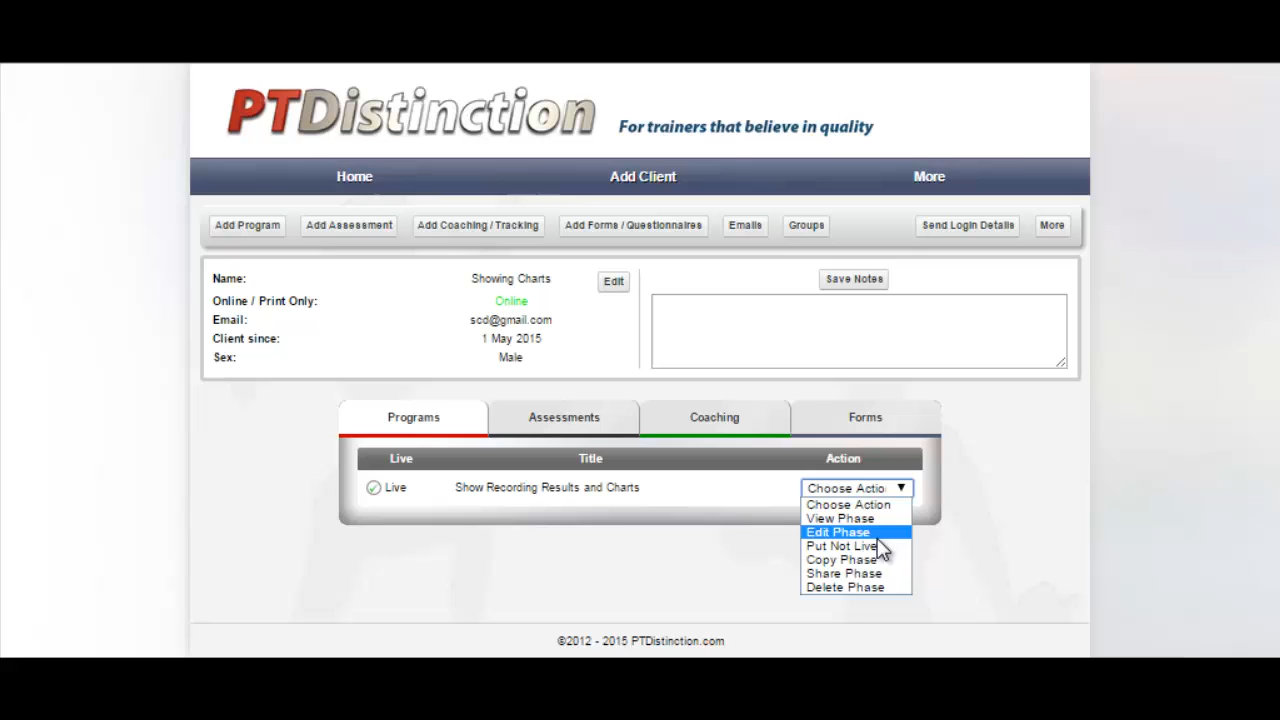 PTDistinction For trainers that believe in quality
Home Add Client More
Add Program Add Assessment Add Coaching / Tracking Add Forms / Questionnaires Emails Groups Send Login Details More
Name: Showing Charts Edit Save Notes
Online / Print Only: Online
Email: scd@gmail.com
Client since: 1 May 2015
Sex: Male
Programs Assessments Coaching Forms
Live Title Action
Live Show Recording Results and Charts Choose Actio
Choose Action
View Phase
Edit Phase
Put Not Live
Copy Phase
Share Phase
Delete Phase
©2012 - 2015 PTDistinction.com